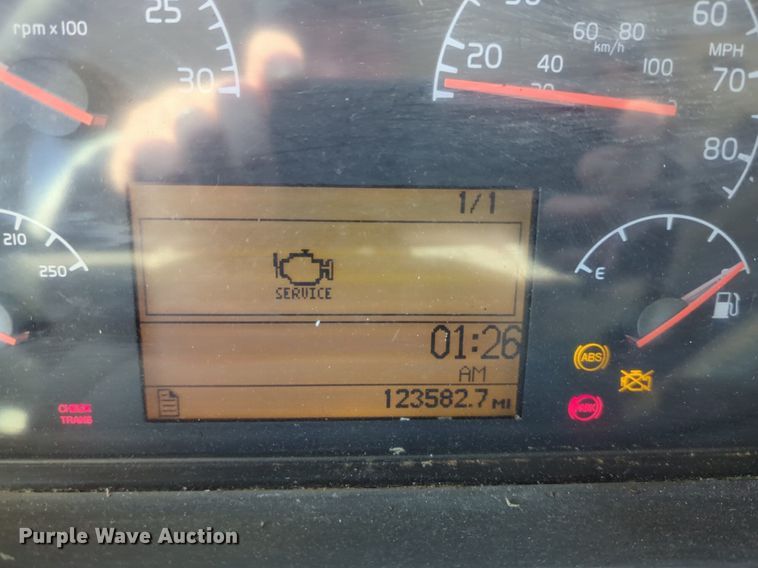 25
rpm x 100
30
60
60 80
km/h
20
40
100
MPH
70
80
1/1
210
250
SERVICE
E
01:26
AM
ABS
123582.7 MI
TRANS
Purple Wave Auction